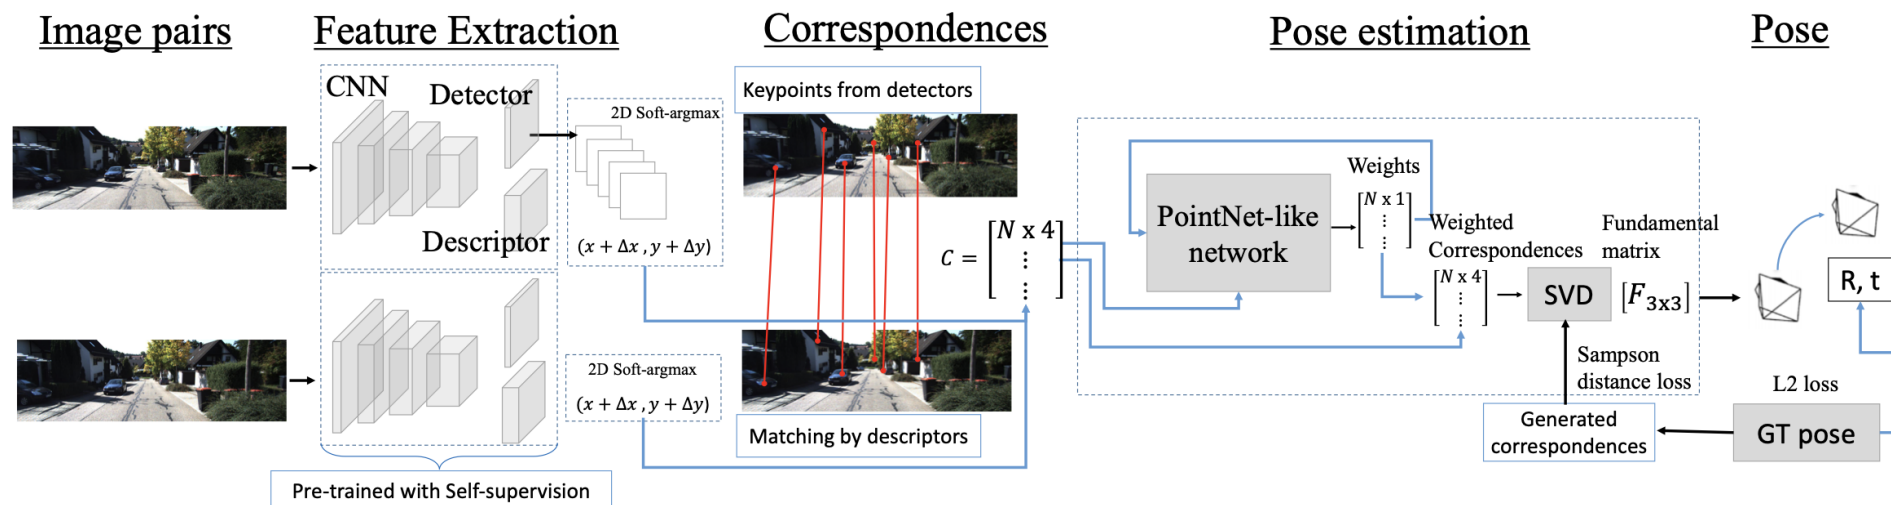 Image pairs
Feature Extraction
Correspondences
Pose estimation
Pose
CNN
Detector
Descriptor
2D Soft-argmax
(x + Δx , y + Δy)
2D Soft-argmax
(x + Δx , y + Δy)
Pre-trained with Self-supervision
Keypoints from detectors
Matching by descriptors
C = [N x 4]
PointNet-like
network
Weights
[N x 1]
Weighted
Correspondences
[N x 4]
SVD
Fundamental
matrix
[F3x3]
Sampson
distance loss
Generated
correspondences
R, t
L2 loss
GT pose